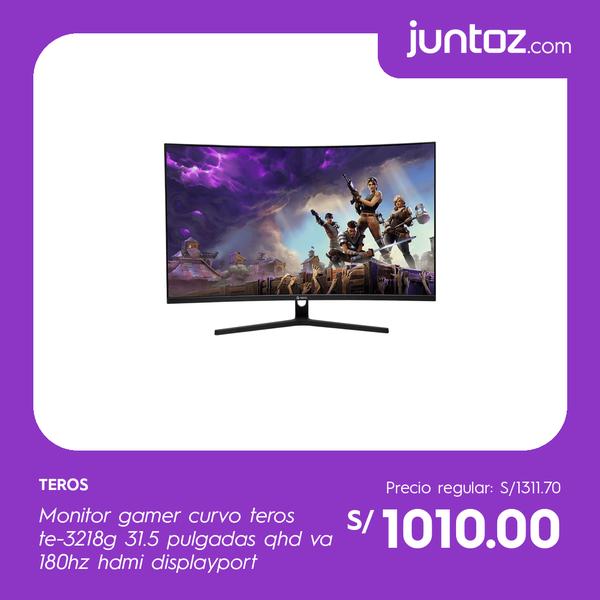 juntoz.com
TEROS
Monitor gamer curvo teros
te-3218g 31.5 pulgadas qhd va
180hz hdmi displayport
Precio regular: S/1311.70
S/ 1010.00